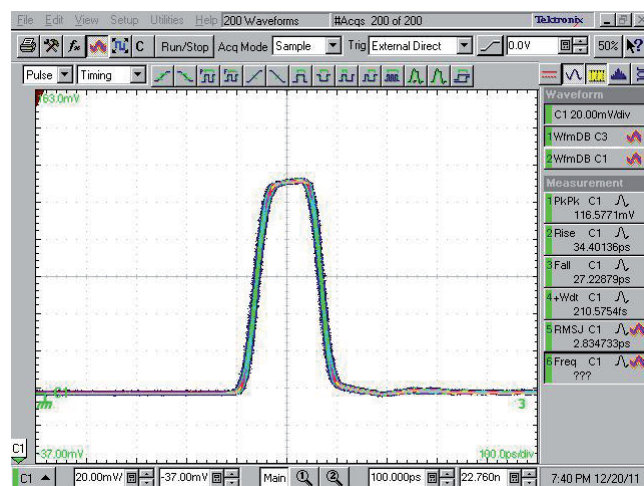 File Edit View Setup Utilities Help 200 Waveforms #Acqs 200 of 200 Tektronix
C Run/Stop Acq Mode Sample Trig External Direct 0.0V 50%
Pulse Timing
163.0mV
Waveform
C1 20.00mV/div
1 WfmDB C3
2 WfmDB C1
Measurement
1 PkPk C1
116.5771mV
2 Rise C1
34.40136ps
3 Fall C1
27.22879ps
4 +Wdt C1
210.5754fs
5 RMSJ C1
2.834733ps
6 Freq C1
???
C1
3
C1
-37.00mV 100.0ps/div
C1 20.00mV/ -37.00mV Main 1 2 100.000ps 22.760n 7:40 PM 12/20/11